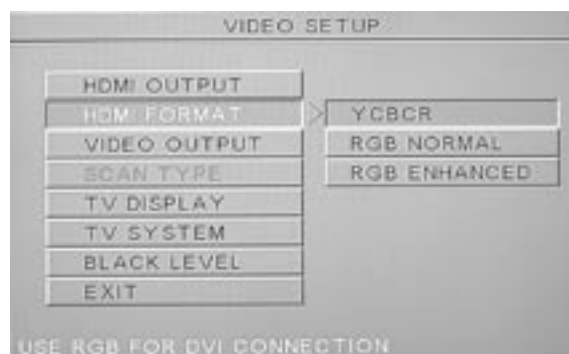 VIDEO SETUP
HDMI OUTPUT
HDMI FORMAT
VIDEO OUTPUT
SCAN TYPE
TV DISPLAY
TV SYSTEM
BLACK LEVEL
EXIT
YCBCR
RGB NORMAL
RGB ENHANCED
USE RGB FOR DVI CONNECTION